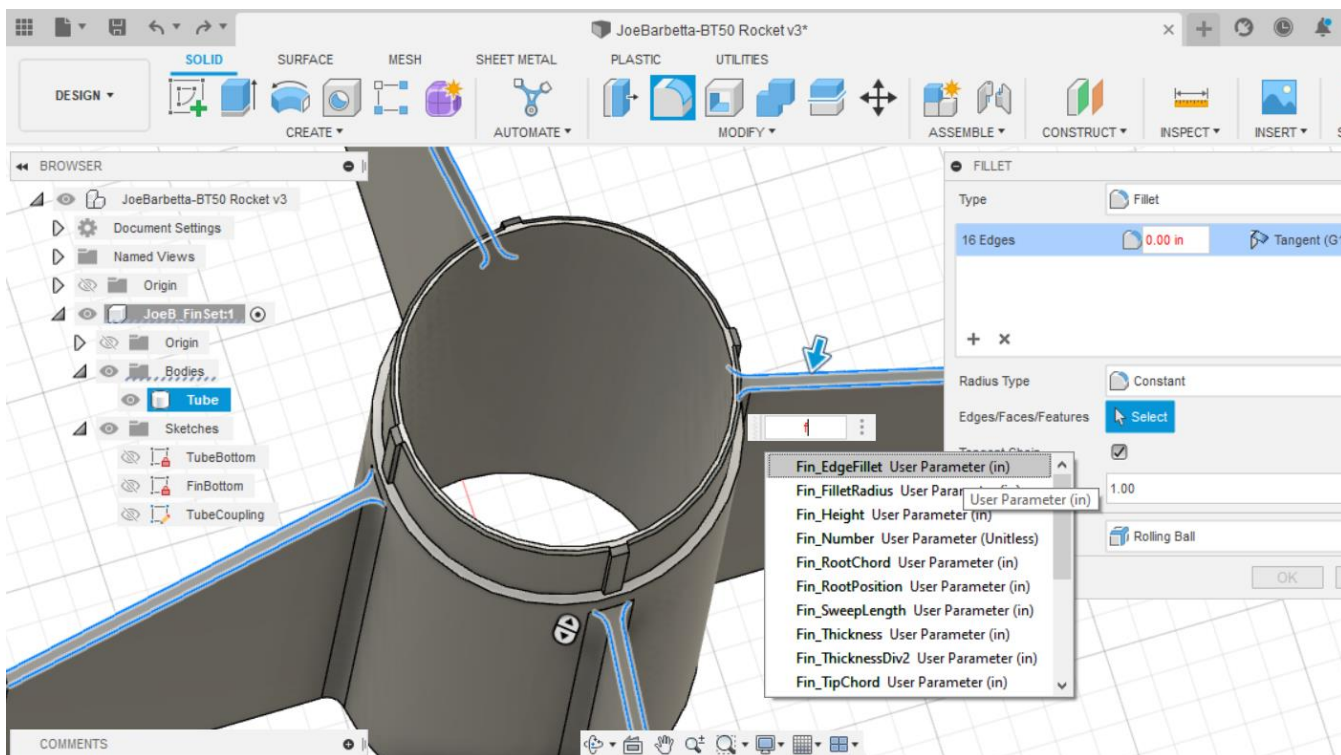 JoeBarbetta-BT50 Rocket v3*
SOLID SURFACE MESH SHEET METAL PLASTIC UTILITIES
DESIGN
CREATE AUTOMATE MODIFY ASSEMBLE CONSTRUCT INSPECT INSERT
BROWSER
JoeBarbetta-BT50 Rocket v3
Document Settings
Named Views
Origin
JoeB_FinSet:1
Origin
Bodies
Tube
Sketches
TubeBottom
FinBottom
TubeCoupling
FILLET
Type Fillet
16 Edges 0.00 in Tangent (G1
Radius Type Constant
Edges/Faces/Features Select
Tangent Chain
1.00
Rolling Ball
OK
f
Fin_EdgeFillet User Parameter (in)
Fin_FilletRadius User Parameter (in)
User Parameter (in)
Fin_Height User Parameter (in)
Fin_Number User Parameter (Unitless)
Fin_RootChord User Parameter (in)
Fin_RootPosition User Parameter (in)
Fin_SweepLength User Parameter (in)
Fin_Thickness User Parameter (in)
Fin_ThicknessDiv2 User Parameter (in)
Fin_TipChord User Parameter (in)
COMMENTS